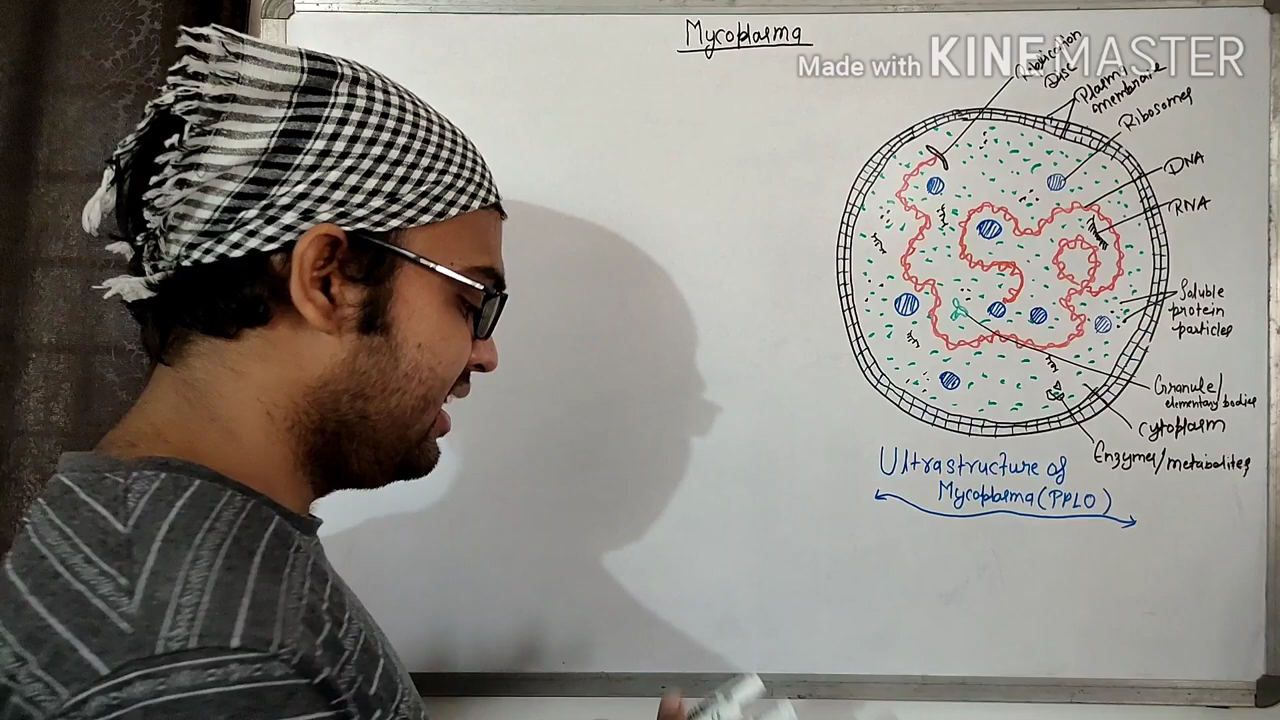 Mycoplasma
Made with KINEMASTER
Disc
Plasma
membrane
Ribosomes
DNA
RNA
Soluble
protein
particles
Granule/
elementary bodies
Cytoplasm
Enzymes/metabolites
Ultrastructure of
Mycoplasma (PPLO)